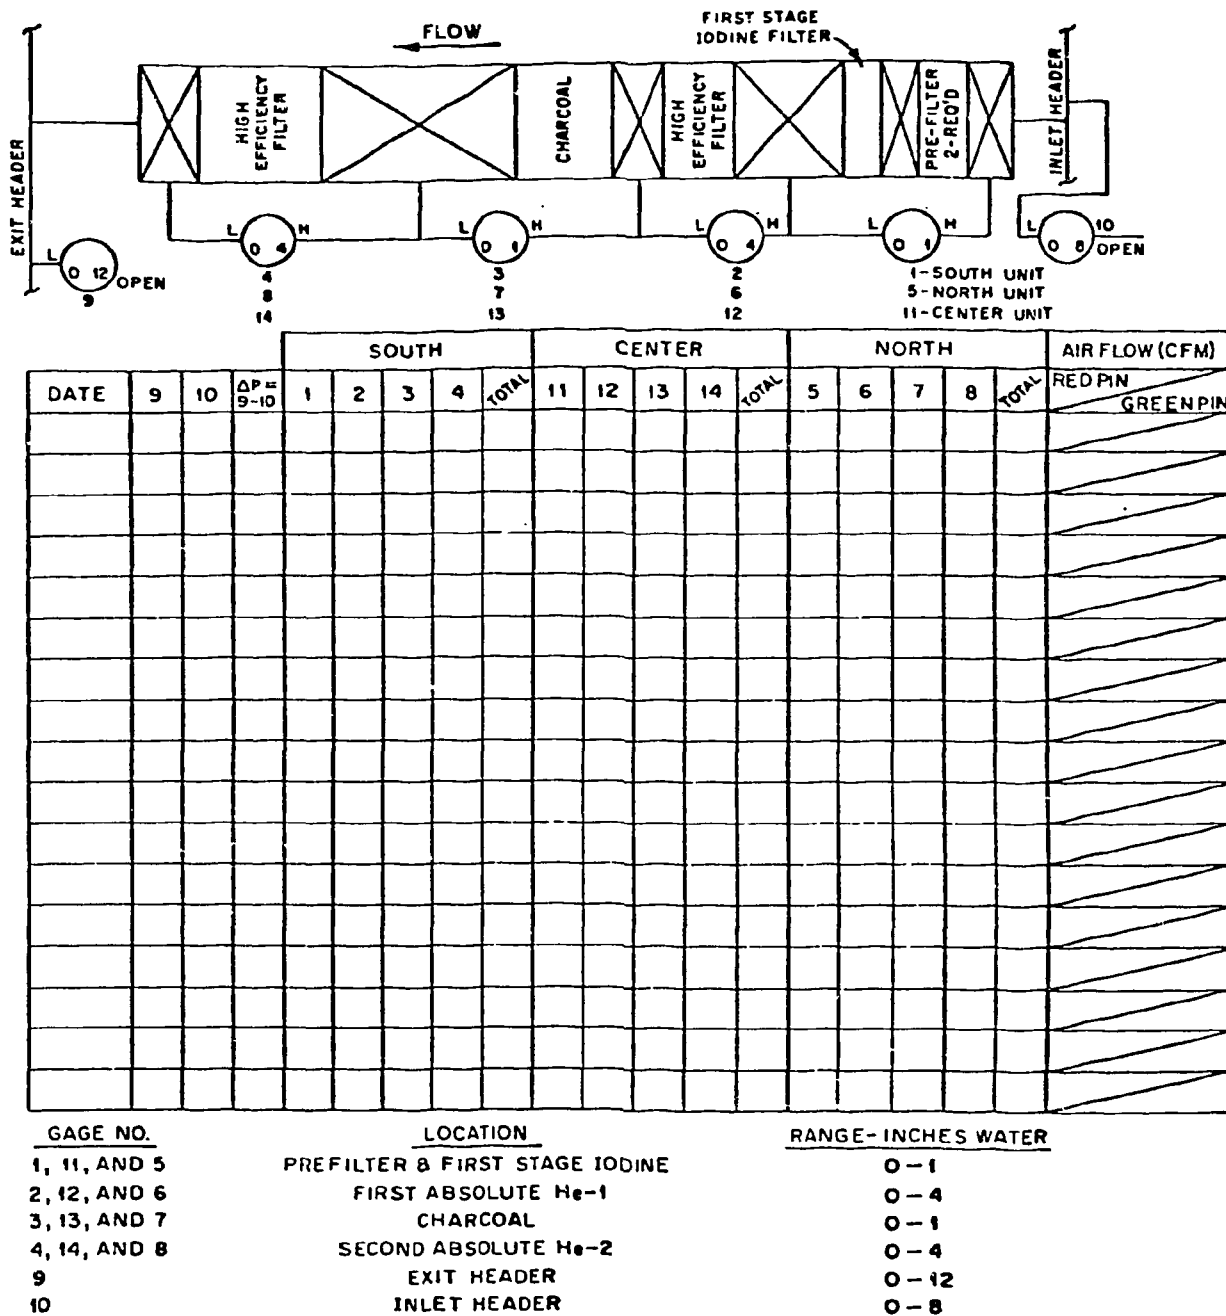 FLOW
FIRST STAGE
IODINE FILTER
EXIT HEADER
HIGH
EFFICIENCY
FILTER
CHARCOAL
HIGH
EFFICIENCY
FILTER
PRE-FILTER
2-REQ'D
INLET HEADER
L 0 12 OPEN
9
L 0 4 H
4
8
14
L 0 1 H
3
7
13
L 0 4 H
2
6
12
L 0 1 H
1-SOUTH UNIT
5-NORTH UNIT
11-CENTER UNIT
L 0 8 10
OPEN
SOUTH CENTER NORTH AIR FLOW (CFM)
DATE 9 10 ΔP= 9-10 1 2 3 4 TOTAL 11 12 13 14 TOTAL 5 6 7 8 TOTAL RED PIN
GREEN PIN
GAGE NO. LOCATION RANGE-INCHES WATER
1, 11, AND 5 PREFILTER & FIRST STAGE IODINE 0-1
2, 12, AND 6 FIRST ABSOLUTE He-1 0-4
3, 13, AND 7 CHARCOAL 0-1
4, 14, AND 8 SECOND ABSOLUTE He-2 0-4
9 EXIT HEADER 0-12
10 INLET HEADER 0-8